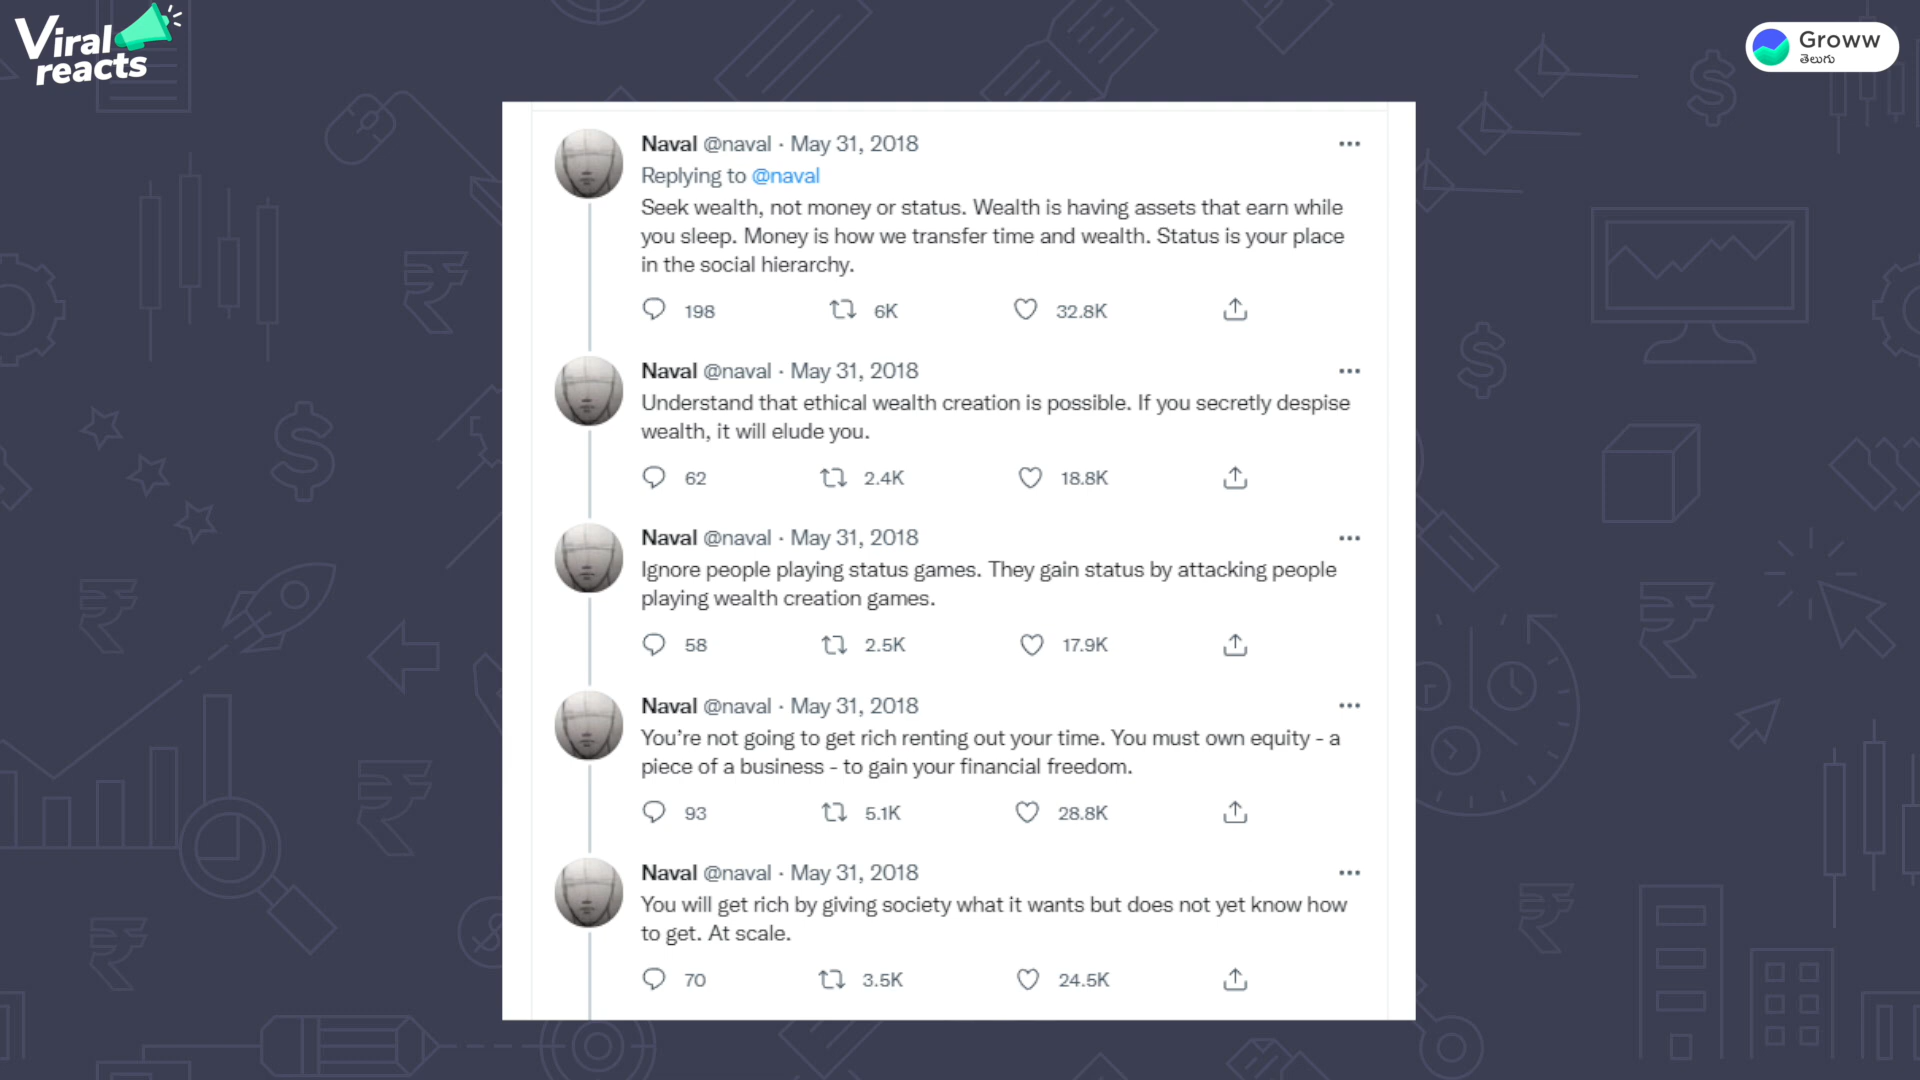 Viral
reacts
Groww
తెలుగు
Naval @naval · May 31, 2018
Replying to @naval
Seek wealth, not money or status. Wealth is having assets that earn while
you sleep. Money is how we transfer time and wealth. Status is your place
in the social hierarchy.
198 6K 32.8K
Naval @naval · May 31, 2018
Understand that ethical wealth creation is possible. If you secretly despise
wealth, it will elude you.
62 2.4K 18.8K
Naval @naval · May 31, 2018
Ignore people playing status games. They gain status by attacking people
playing wealth creation games.
58 2.5K 17.9K
Naval @naval · May 31, 2018
You’re not going to get rich renting out your time. You must own equity - a
piece of a business - to gain your financial freedom.
93 5.1K 28.8K
Naval @naval · May 31, 2018
You will get rich by giving society what it wants but does not yet know how
to get. At scale.
70 3.5K 24.5K